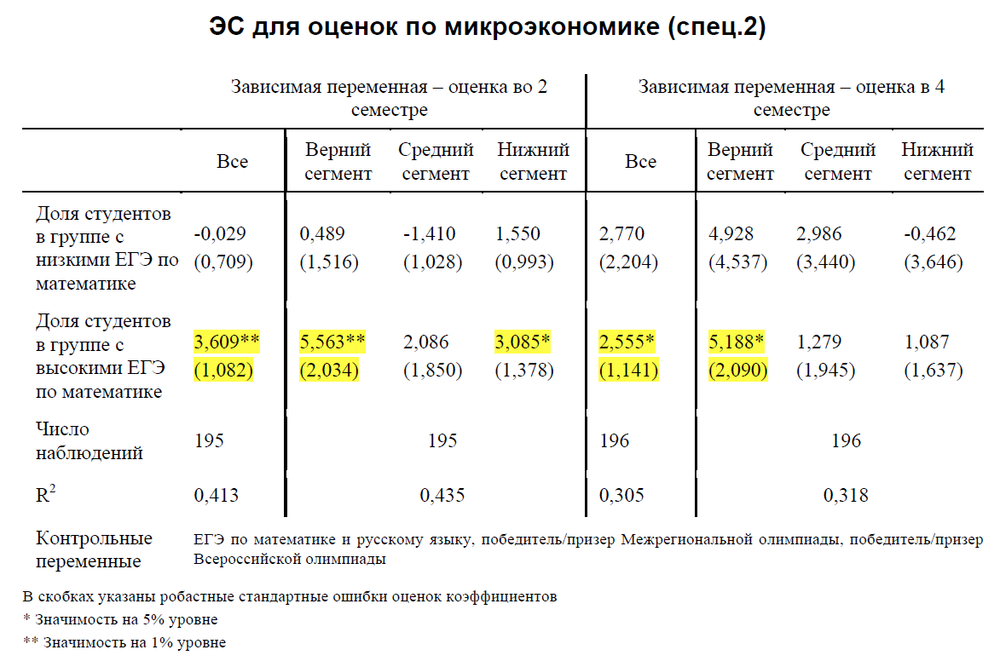 ЭС для оценок по микроэкономике (спец.2)
Зависимая переменная – оценка во 2
семестре
Зависимая переменная – оценка в 4
семестре
Все
Верний
сегмент
Средний
сегмент
Нижний
сегмент
Все
Верний
сегмент
Средний
сегмент
Нижний
сегмент
Доля студентов
в группе с
низкими ЕГЭ по
математике
-0,029 0,489 -1,410 1,550 2,770 4,928 2,986 -0,462
(0,709) (1,516) (1,028) (0,993) (2,204) (4,537) (3,440) (3,646)
Доля студентов
в группе с
высокими ЕГЭ
по математике
3,609** 5,563** 2,086 3,085* 2,555* 5,188* 1,279 1,087
(1,082) (2,034) (1,850) (1,378) (1,141) (2,090) (1,945) (1,637)
Число
наблюдений
195 195 196 196
R² 0,413 0,435 0,305 0,318
Контрольные
переменные
ЕГЭ по математике и русскому языку, победитель/призер Межрегиональной олимпиады, победитель/призер
Всероссийской олимпиады
В скобках указаны робастные стандартные ошибки оценок коэффициентов
* Значимость на 5% уровне
** Значимость на 1% уровне